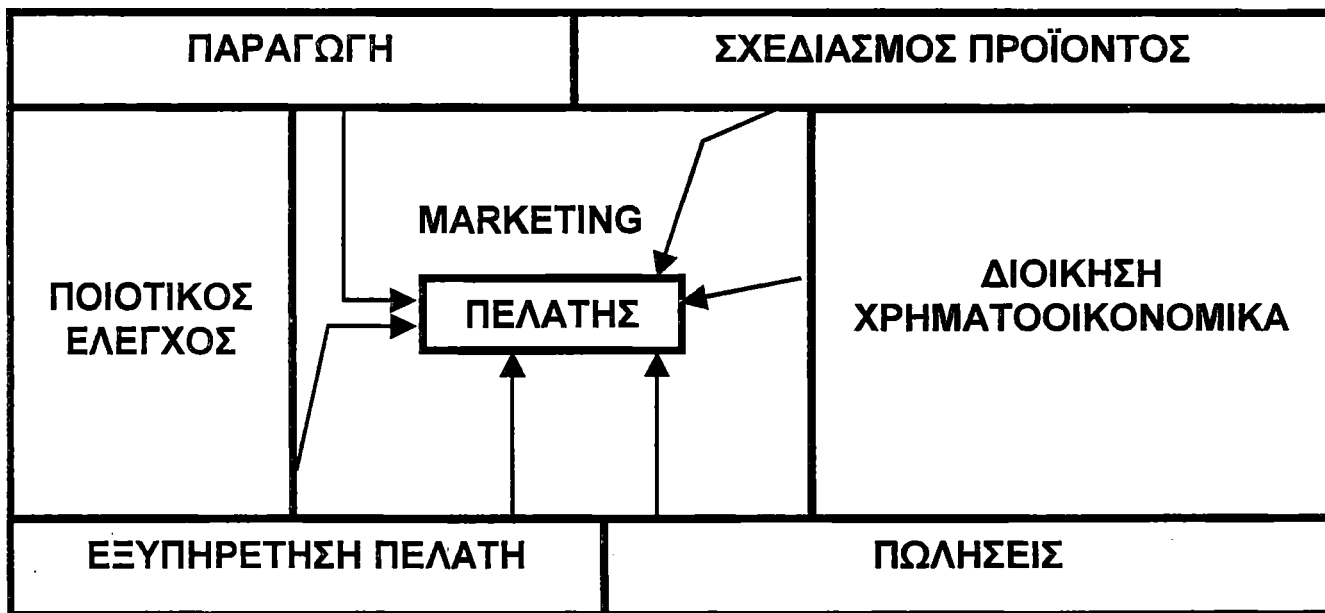 ΠΑΡΑΓΩΓΗ
ΣΧΕΔΙΑΣΜΟΣ ΠΡΟΪΟΝΤΟΣ
MARKETING
ΠΟΙΟΤΙΚΟΣ
ΕΛΕΓΧΟΣ
ΠΕΛΑΤΗΣ
ΔΙΟΙΚΗΣΗ
ΧΡΗΜΑΤΟΟΙΚΟΝΟΜΙΚΑ
ΕΞΥΠΗΡΕΤΗΣΗ ΠΕΛΑΤΗ
ΠΩΛΗΣΕΙΣ